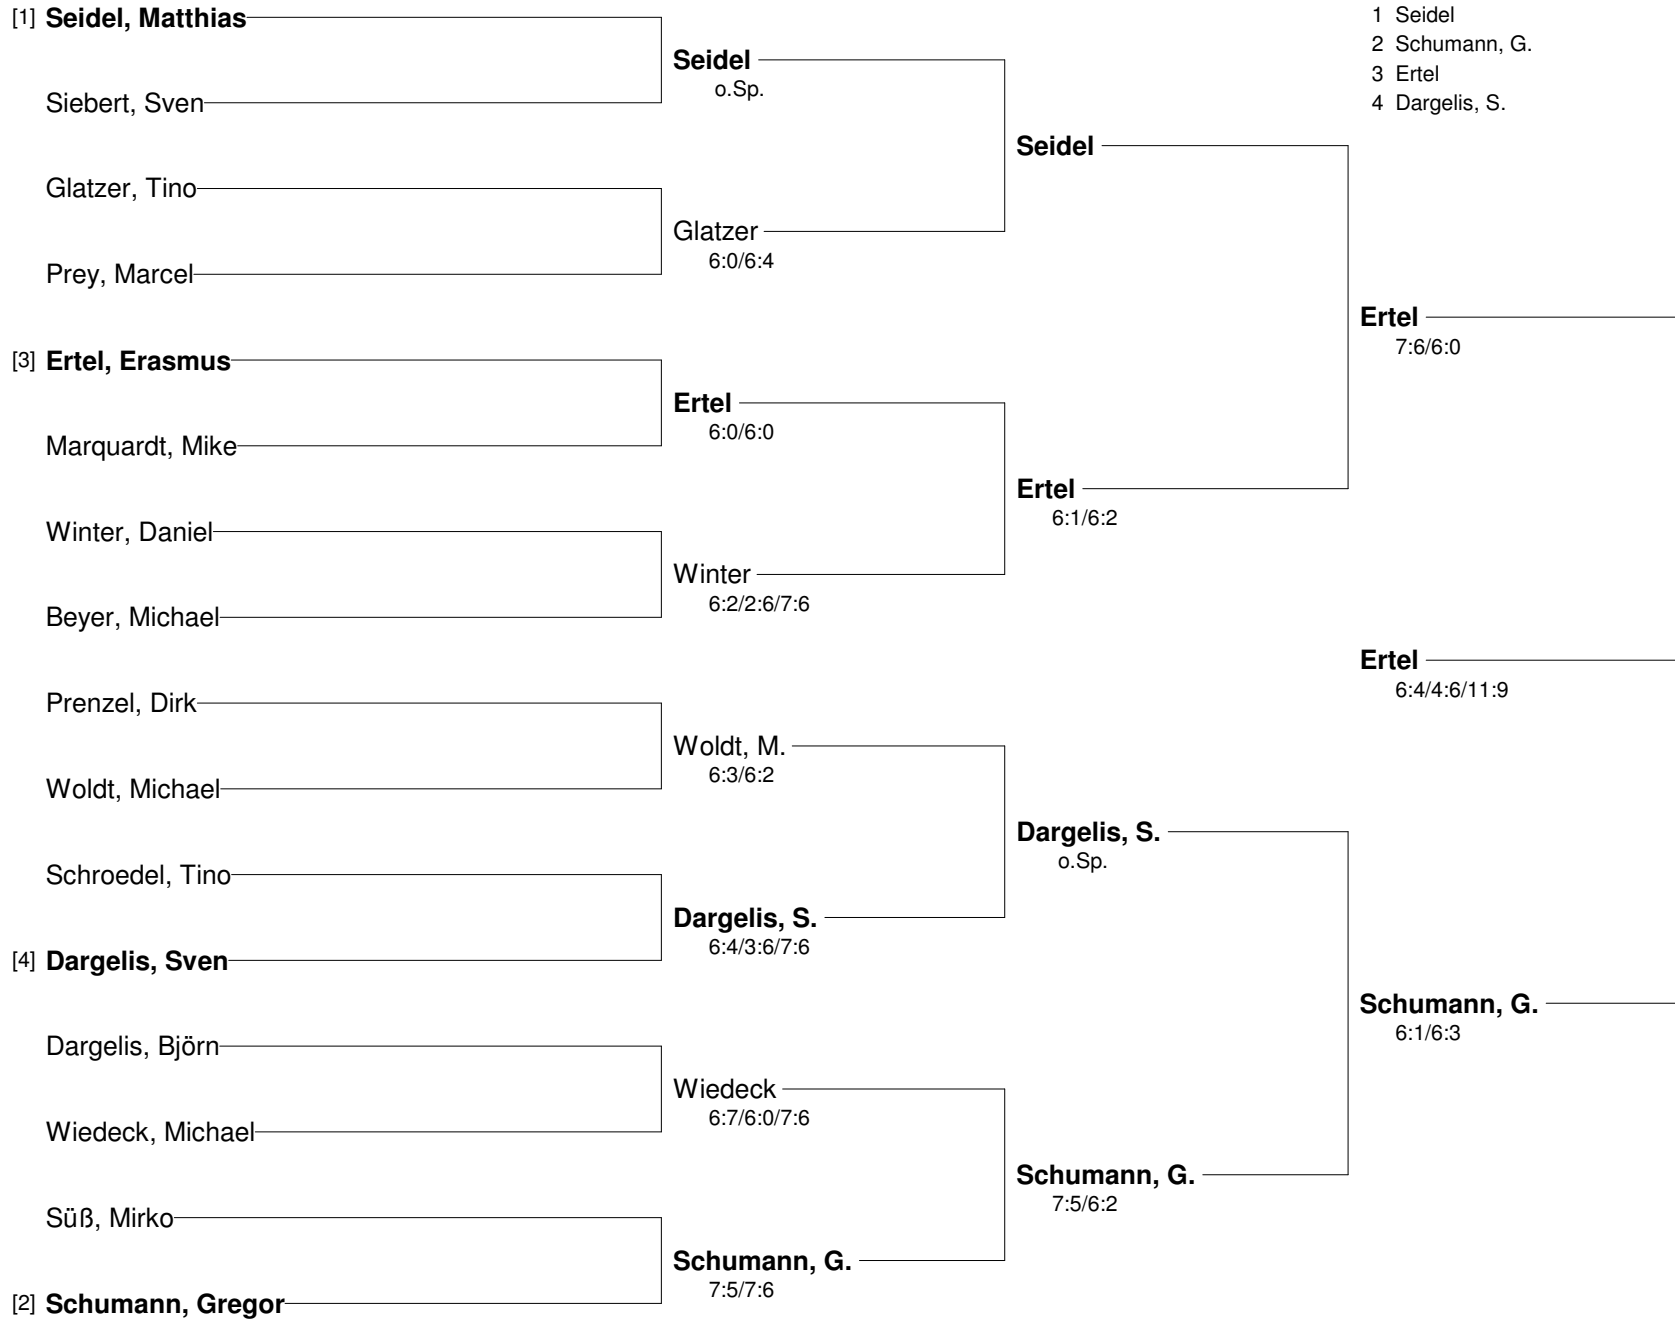 [1] Seidel, Matthias
Siebert, Sven
Glatzer, Tino
Prey, Marcel
[3] Ertel, Erasmus
Marquardt, Mike
Winter, Daniel
Beyer, Michael
Prenzel, Dirk
Woldt, Michael
Schroedel, Tino
[4] Dargelis, Sven
Dargelis, Björn
Wiedeck, Michael
Süß, Mirko
[2] Schumann, Gregor
Seidel
o.Sp.
Glatzer
6:0/6:4
Ertel
6:0/6:0
Winter
6:2/2:6/7:6
Woldt, M.
6:3/6:2
Dargelis, S.
6:4/3:6/7:6
Wiedeck
6:7/6:0/7:6
Schumann, G.
7:5/7:6
Seidel
Ertel
6:1/6:2
Dargelis, S.
o.Sp.
Schumann, G.
7:5/6:2
1 Seidel
2 Schumann, G.
3 Ertel
4 Dargelis, S.
Ertel
7:6/6:0
Ertel
6:4/4:6/11:9
Schumann, G.
6:1/6:3